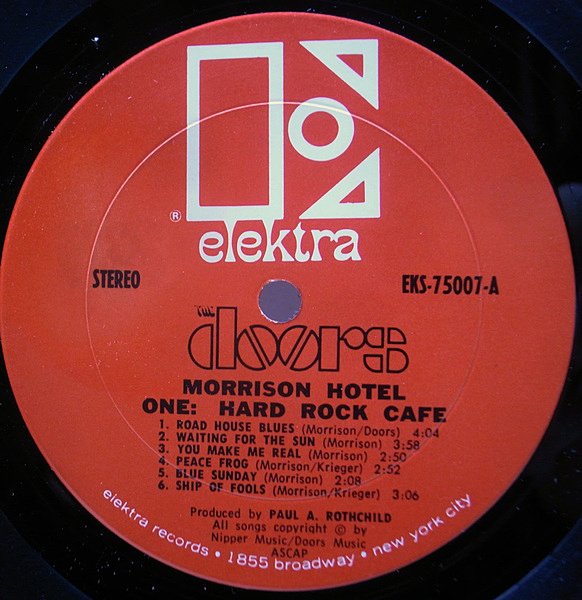 ®
elektra
STEREO
EKS-75007-A
THE
doors
MORRISON HOTEL
ONE: HARD ROCK CAFE
1. ROAD HOUSE BLUES (Morrison/Doors) 4:04
2. WAITING FOR THE SUN (Morrison) 3:58
3. YOU MAKE ME REAL (Morrison) 2:50
4. PEACE FROG (Morrison/Krieger) 2:52
5. BLUE SUNDAY (Morrison) 2:08
6. SHIP OF FOOLS (Morrison/Krieger) 3:06
Produced by PAUL A. ROTHCHILD
All songs copyright © by
Nipper Music/Doors Music
ASCAP
elektra records • 1855 broadway • new york city